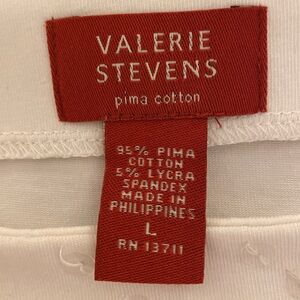 VALERIE
STEVENS
pima cotton
95% PIMA
COTTON
5% LYCRA
SPANDEX
MADE IN
PHILIPPINES
L
RN 13711